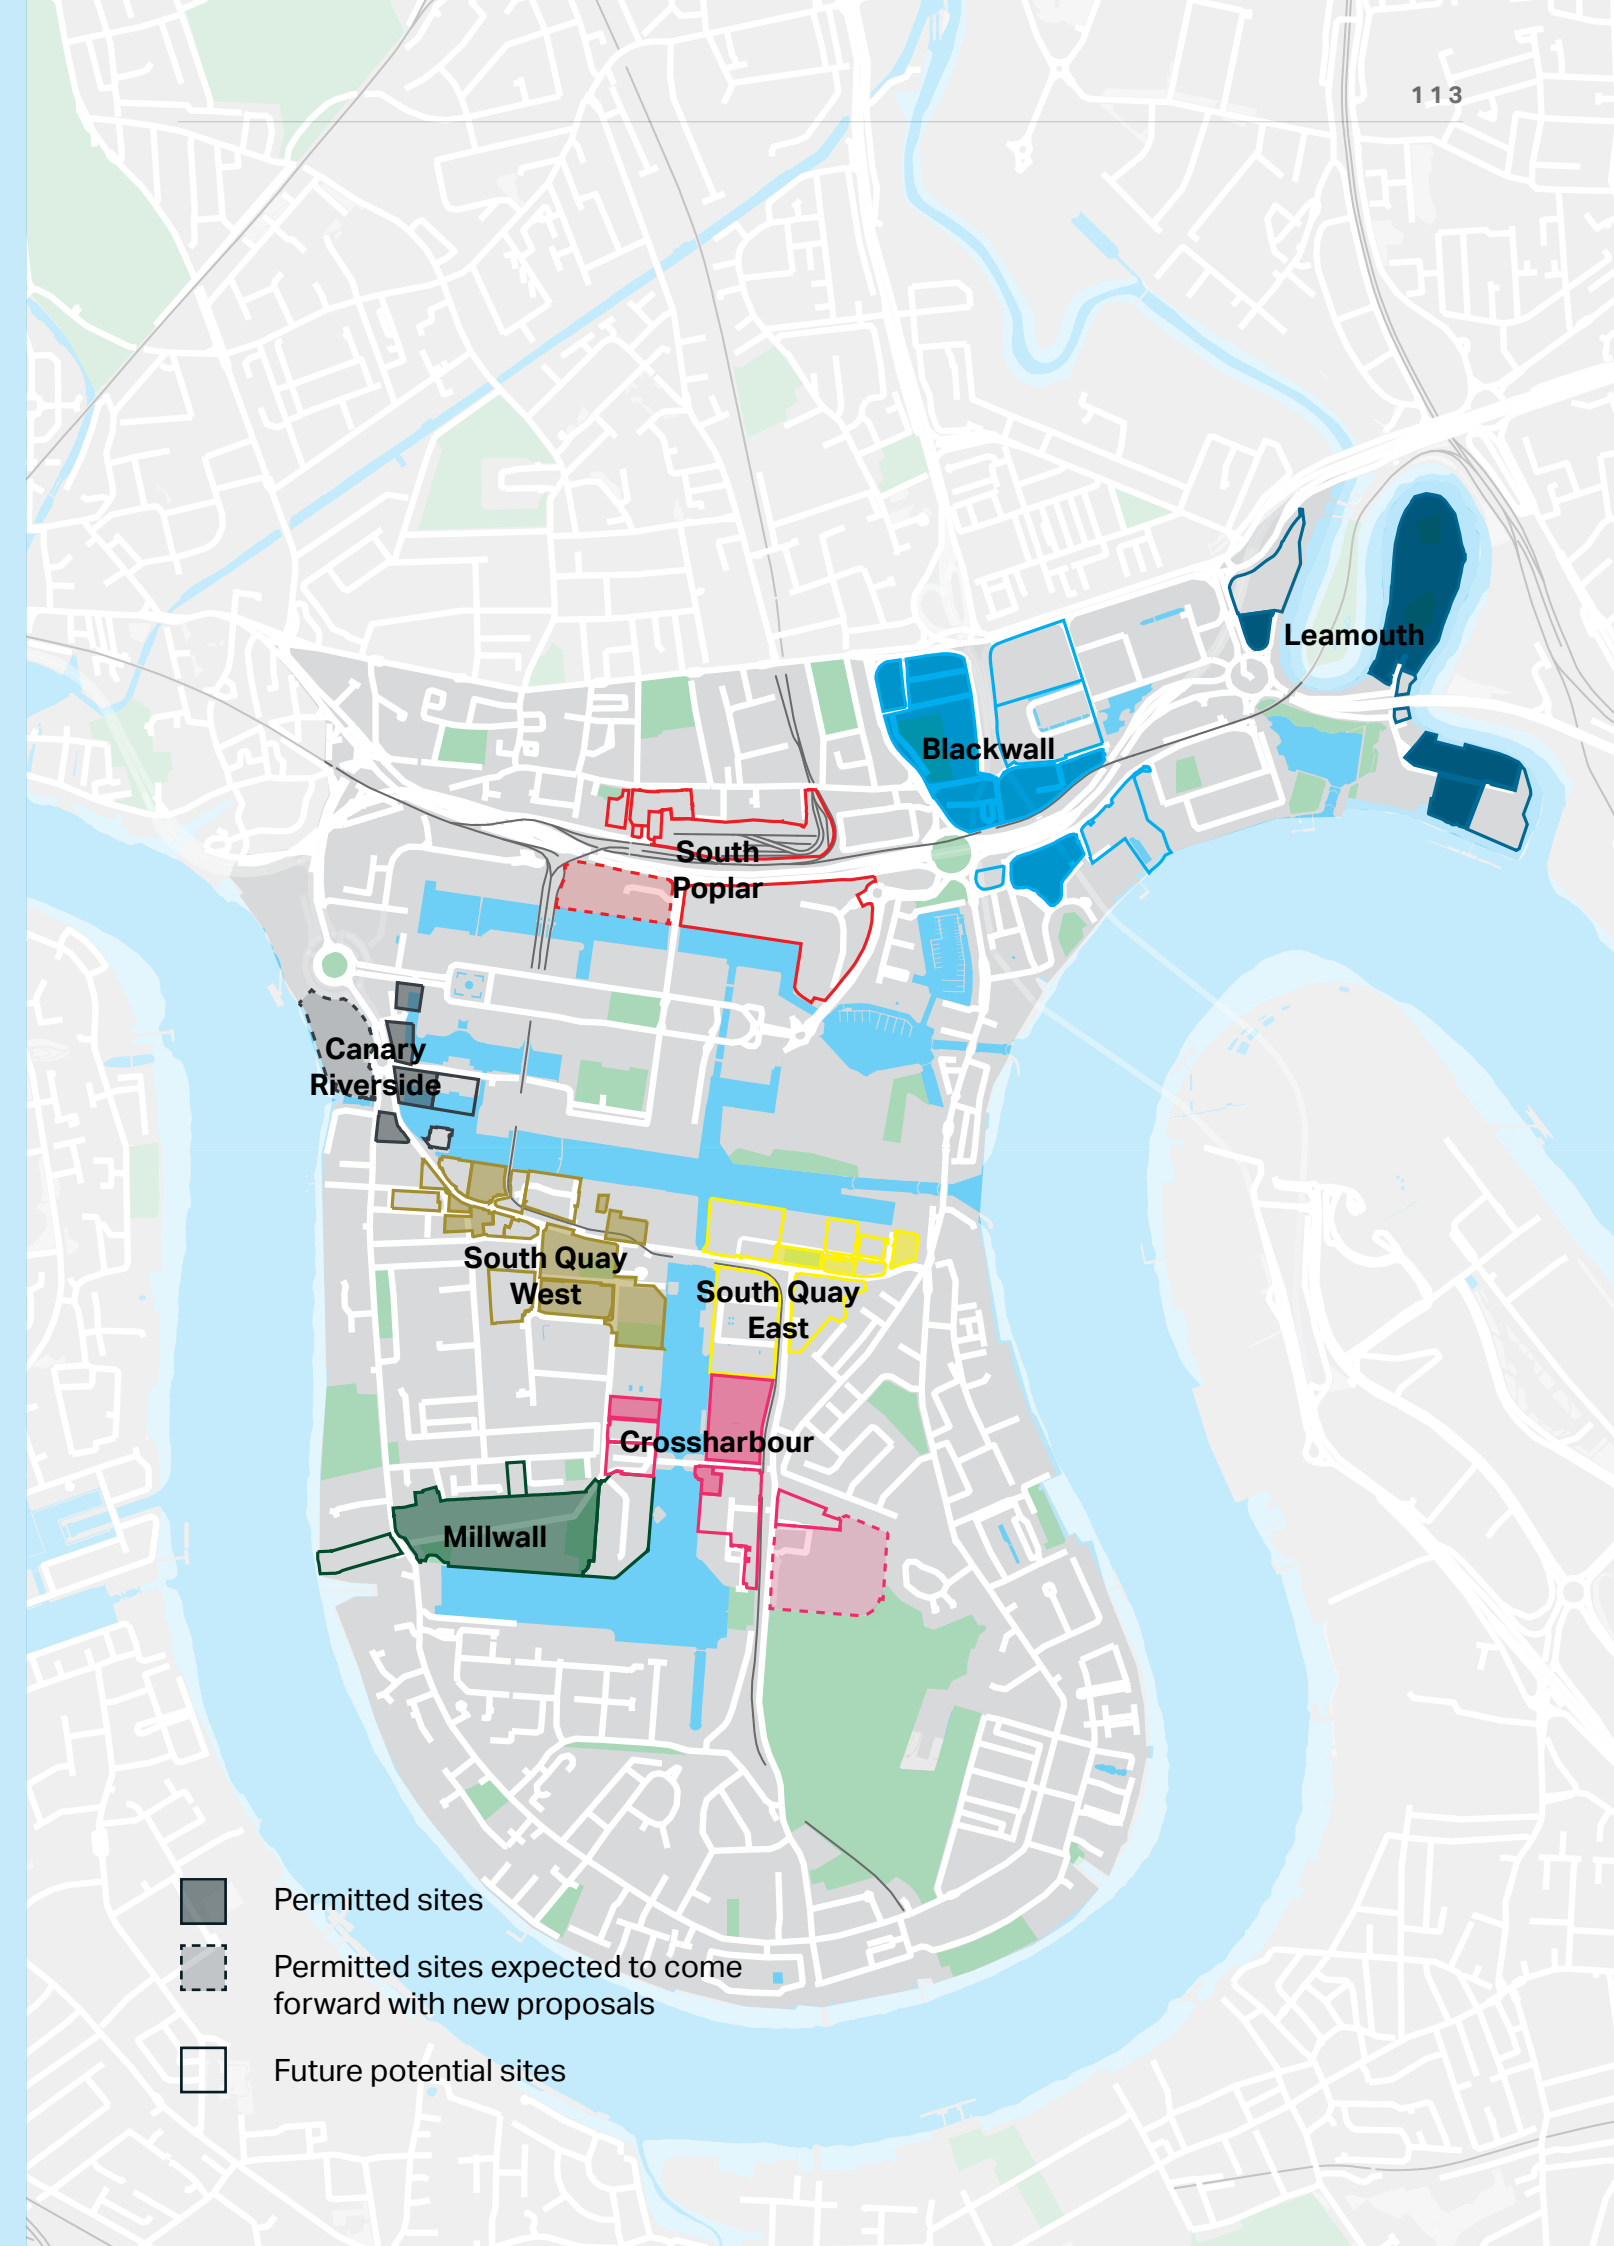 113
Leamouth
Blackwall
South
Poplar
Canary
Riverside
South Quay
West
South Quay
East
Crossharbour
Millwall
Permitted sites
Permitted sites expected to come
forward with new proposals
Future potential sites